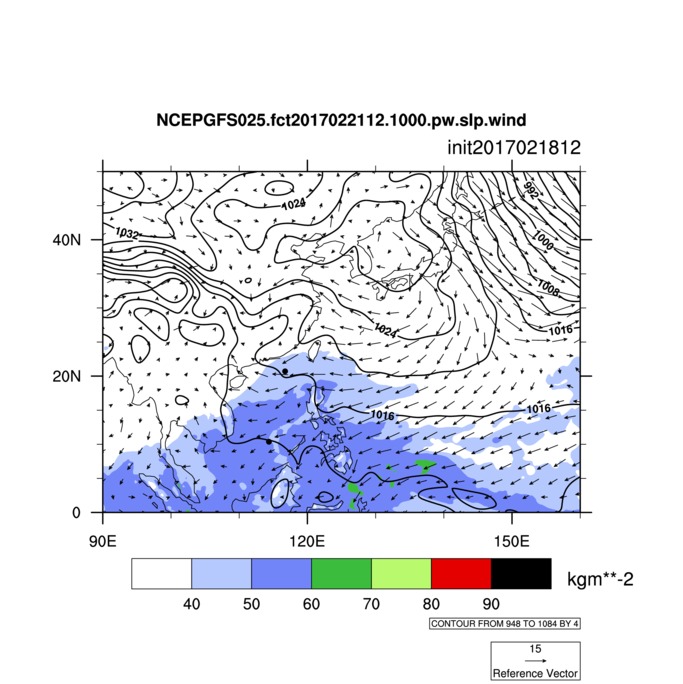 NCEPGFS025.fct2017022112.1000.pw.slp.wind
init2017021812
992
1024
1032
1000
40N
1008
1024
1016
20N
1016
1016
0
90E 120E 150E
kgm**-2
40 50 60 70 80 90
CONTOUR FROM 948 TO 1084 BY 4
15
Reference Vector